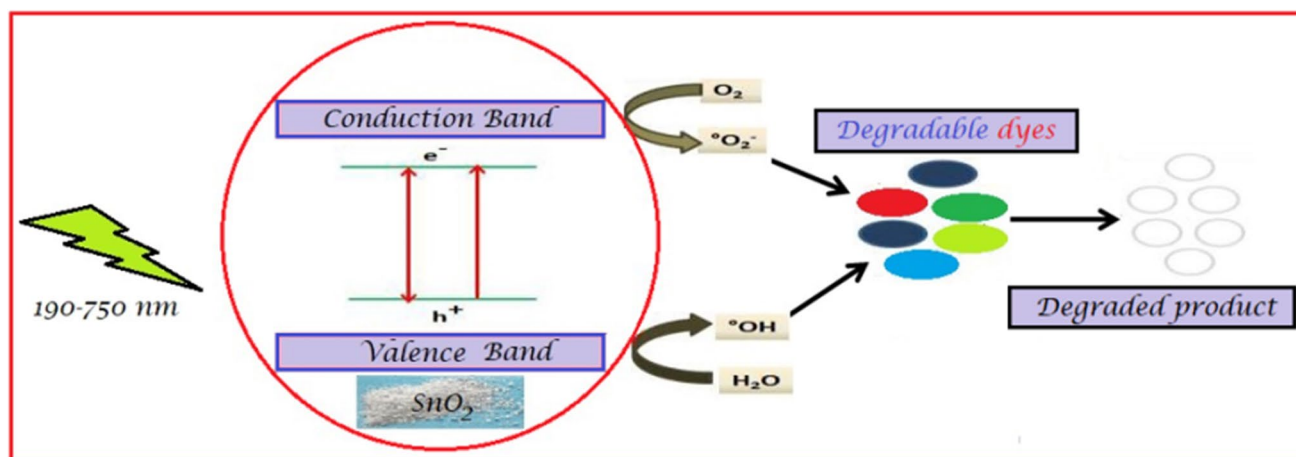 Conduction Band
e⁻
h⁺
Valence Band
SnO₂
190-750 nm
O₂
°O₂⁻
°OH
H₂O
Degradable dyes
Degraded product